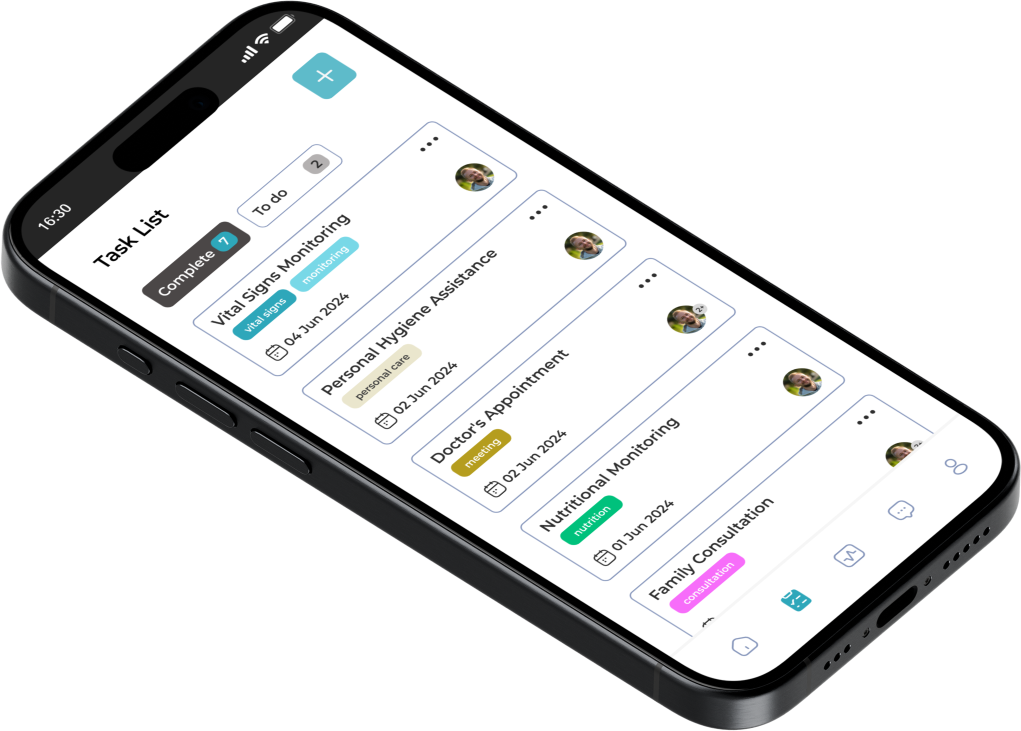 16:30
Task List
Complete 7
To do 2
Vital Signs Monitoring
vital signs monitoring
04 Jun 2024
Personal Hygiene Assistance
personal care
02 Jun 2024
Doctor's Appointment
meeting
02 Jun 2024
Nutritional Monitoring
nutrition
01 Jun 2024
Family Consultation
consultation